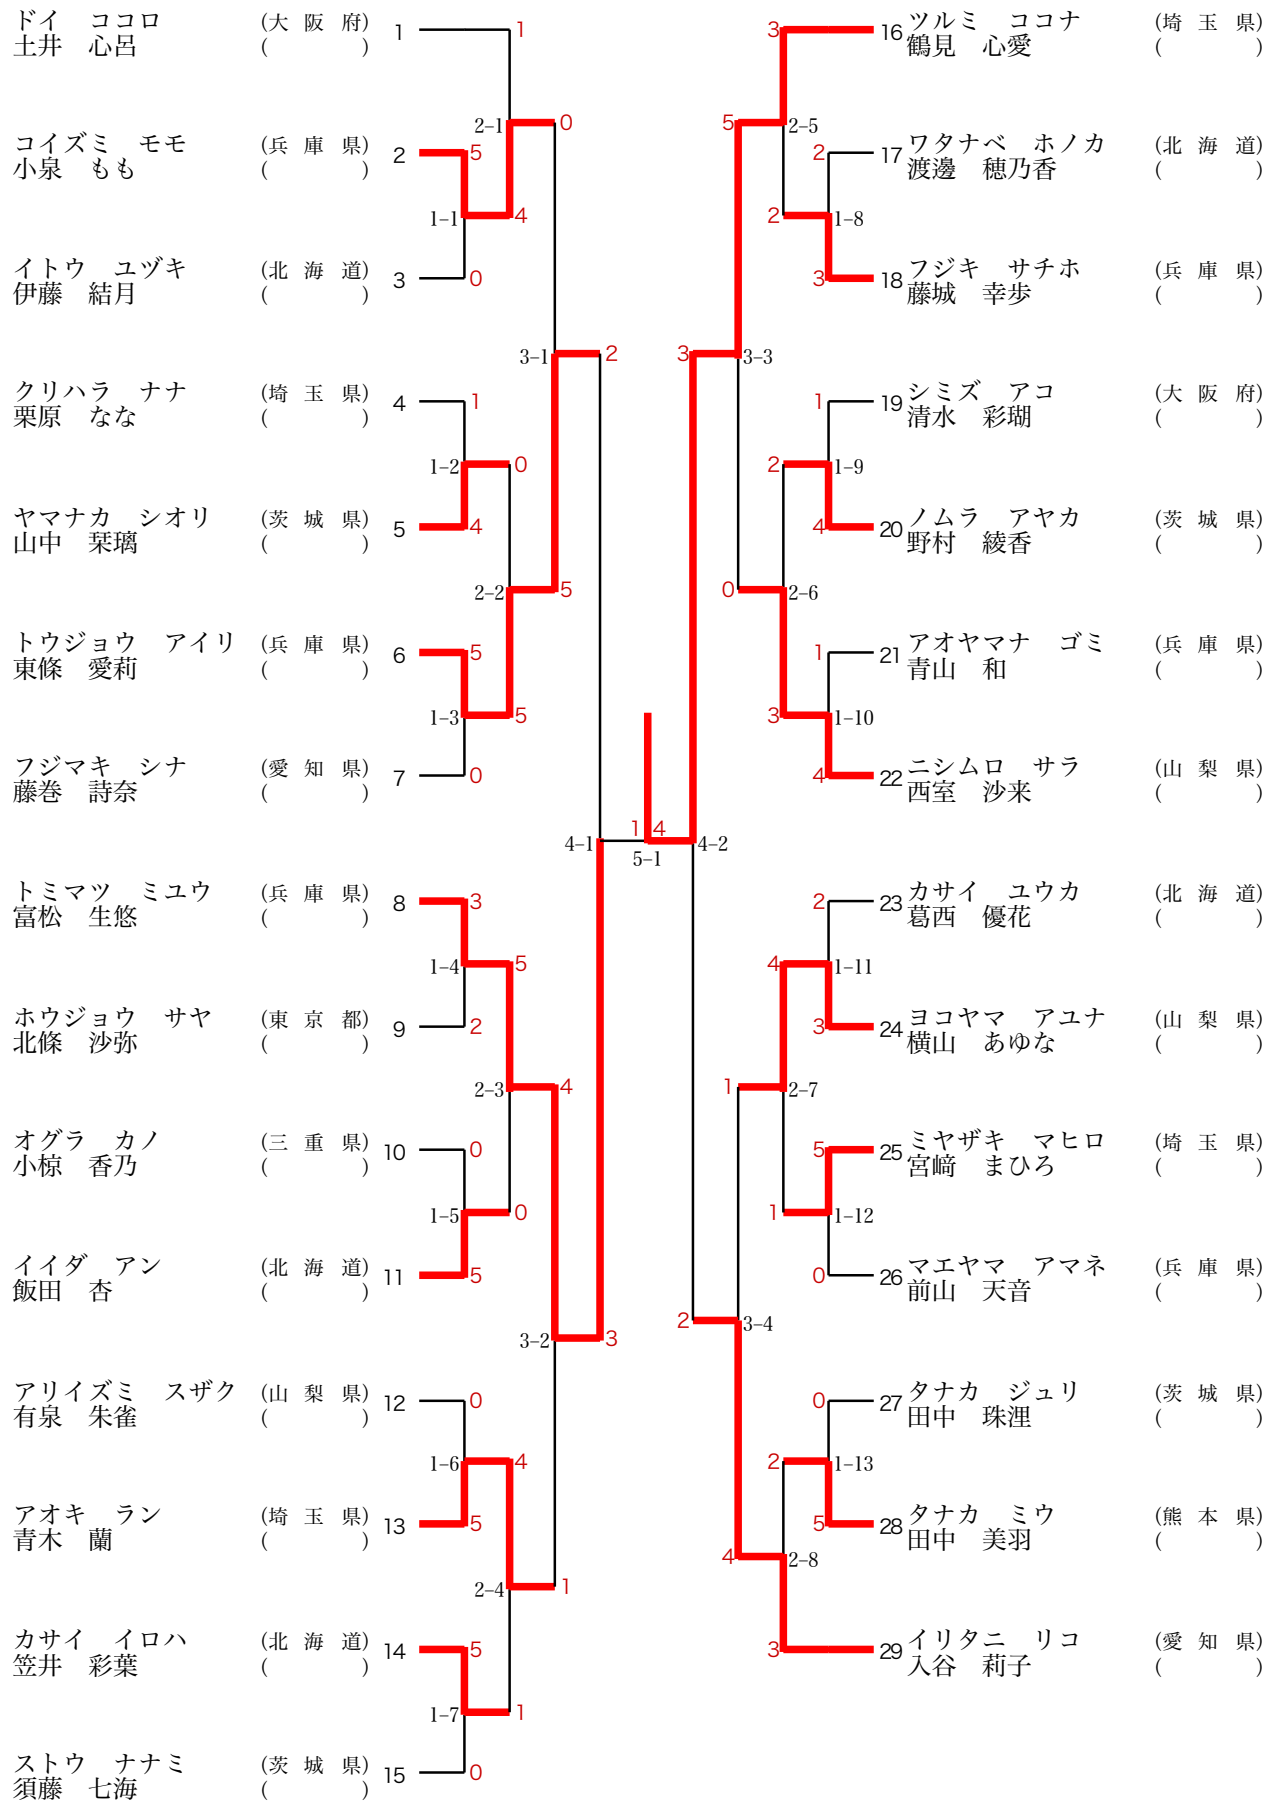 ドイ　ココロ (大 阪 府) 1
土井　心呂 ( )
1
2-1
0
コイズミ　モモ (兵 庫 県) 2
小泉　もも ( )
5
1-1
4
イトウ　ユヅキ (北 海 道) 3
伊藤　結月 ( )
0
3-1
2
クリハラ　ナナ (埼 玉 県) 4
栗原　なな ( )
1
1-2
0
ヤマナカ　シオリ (茨 城 県) 5
山中　栞璃 ( )
4
2-2
5
トウジョウ　アイリ (兵 庫 県) 6
東條　愛莉 ( )
5
1-3
5
フジマキ　シナ (愛 知 県) 7
藤巻　詩奈 ( )
0
4-1
1 4
5-1
トミマツ　ミユウ (兵 庫 県) 8
富松　生悠 ( )
3
1-4
5
ホウジョウ　サヤ (東 京 都) 9
北條　沙弥 ( )
2
2-3
4
オグラ　カノ (三 重 県) 10
小椋　香乃 ( )
0
1-5
0
イイダ　アン (北 海 道) 11
飯田　杏 ( )
5
3-2
3
アリイズミ　スザク (山 梨 県) 12
有泉　朱雀 ( )
0
1-6
4
アオキ　ラン (埼 玉 県) 13
青木　蘭 ( )
5
2-4
1
カサイ　イロハ (北 海 道) 14
笠井　彩葉 ( )
5
1-7
1
ストウ　ナナミ (茨 城 県) 15
須藤　七海 ( )
0
3
16 ツルミ　ココナ (埼 玉 県)
鶴見　心愛 ( )
5
2-5
2
17 ワタナベ　ホノカ (北 海 道)
渡邊　穂乃香 ( )
2
1-8
3
18 フジキ　サチホ (兵 庫 県)
藤城　幸歩 ( )
3
3-3
1
19 シミズ　アコ (大 阪 府)
清水　彩瑚 ( )
2
1-9
4
20 ノムラ　アヤカ (茨 城 県)
野村　綾香 ( )
0
2-6
1
21 アオヤマナ　ゴミ (兵 庫 県)
青山　和 ( )
3
1-10
4
22 ニシムロ　サラ (山 梨 県)
西室　沙来 ( )
4-2
2
23 カサイ　ユウカ (北 海 道)
葛西　優花 ( )
4
1-11
3
24 ヨコヤマ　アユナ (山 梨 県)
横山　あゆな ( )
1
2-7
5
25 ミヤザキ　マヒロ (埼 玉 県)
宮﨑　まひろ ( )
1
1-12
0
26 マエヤマ　アマネ (兵 庫 県)
前山　天音 ( )
2
3-4
0
27 タナカ　ジュリ (茨 城 県)
田中　珠浬 ( )
2
1-13
5
28 タナカ　ミウ (熊 本 県)
田中　美羽 ( )
4
2-8
3
29 イリタニ　リコ (愛 知 県)
入谷　莉子 ( )